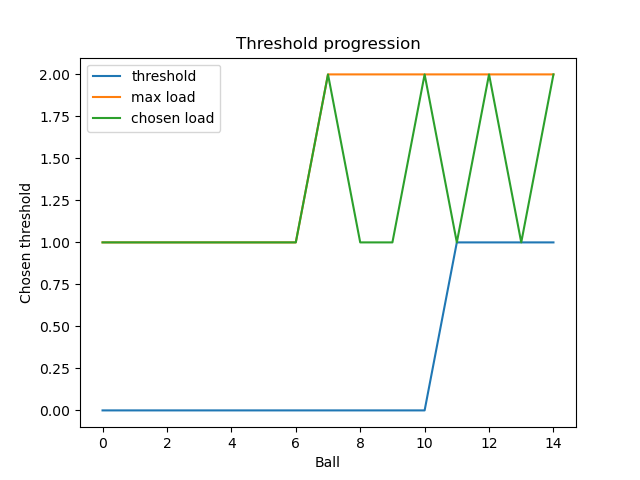 Threshold progression
threshold
max load
chosen load
Chosen threshold
2.00
1.75
1.50
1.25
1.00
0.75
0.50
0.25
0.00
0 2 4 6 8 10 12 14
Ball